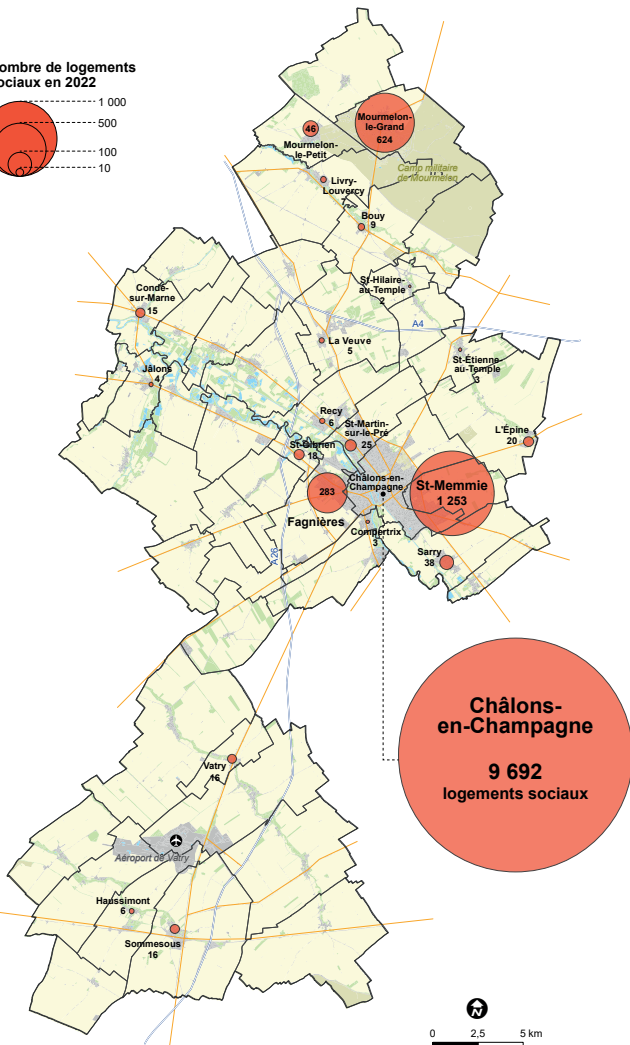 ombre de logements
ociaux en 2022
1 000
500
100
10
Mourmelon-
le-Grand
624
46
Mourmelon-
le-Petit
Camp militaire
de Mourmelon
Livry-
Louvercy
Bouy
9
St-Hilaire-
au-Temple
2
Condé-
sur-Marne
15
A4
La Veuve
5
St-Étienne
au-Temple
3
Jâlons
4
Recy
6
St-Martin-
sur-le-Pré
25
L'Épine
20
St-Gibrien
18
Châlons-en-
Champagne
St-Memmie
1 253
283
Fagnières
Compertrix
3
A26
Sarry
38
Châlons-
en-Champagne
9 692
logements sociaux
Vatry
16
Aéroport de Vatry
Haussimont
6
Sommesous
16
N
0 2,5 5 km